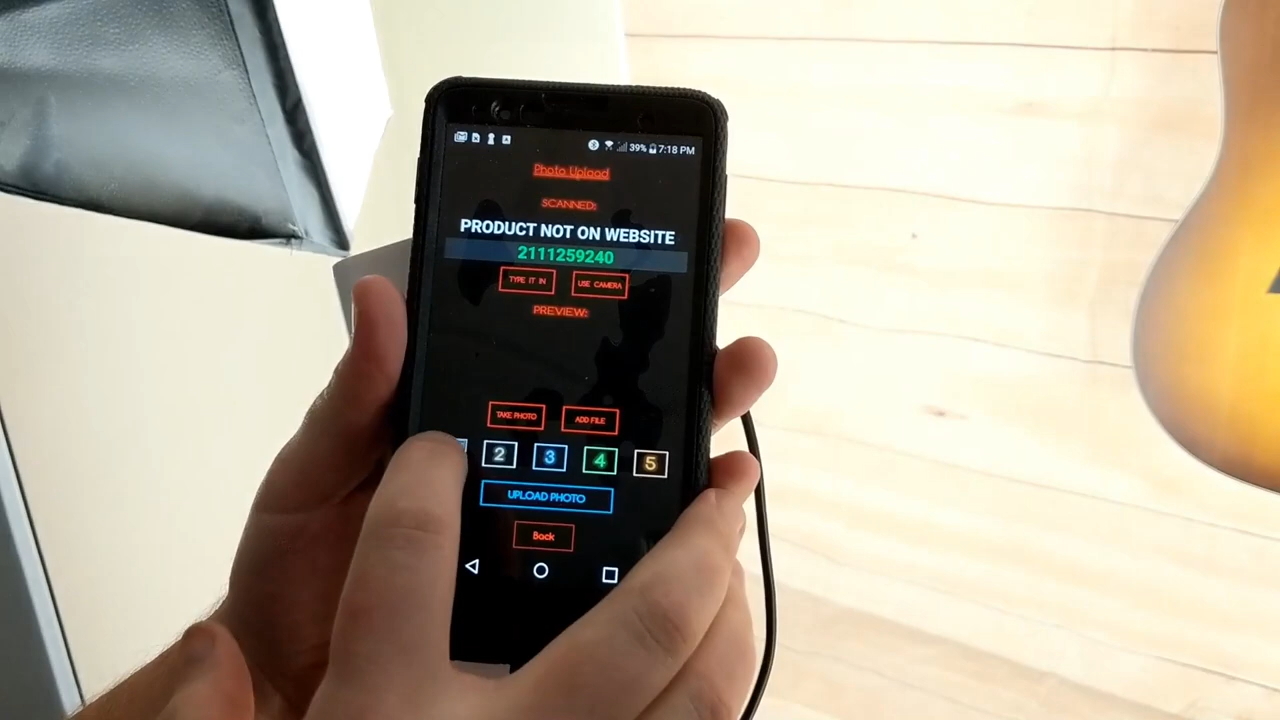 39% 7:18 PM
Photo Upload
SCANNED:
PRODUCT NOT ON WEBSITE
2111259240
TYPE IT IN USE CAMERA
PREVIEW:
TAKE PHOTO ADD FILE
2 3 4 5
UPLOAD PHOTO
Back